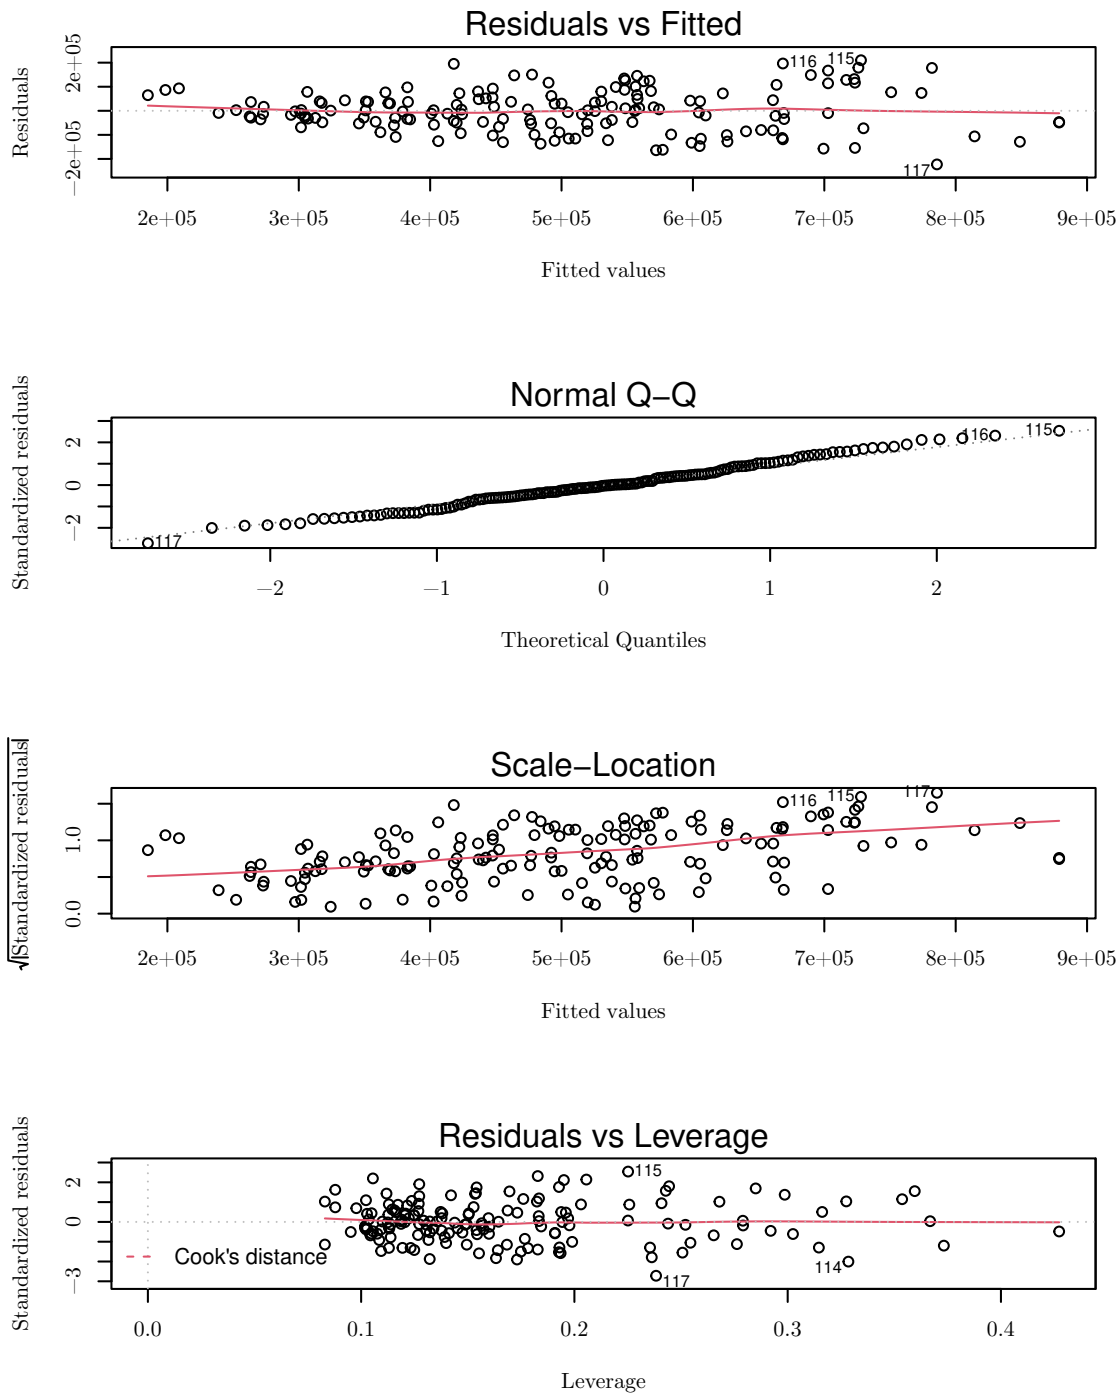 Residuals vs Fitted
Residuals
−2e+05
2e+05
116
115
117
2e+05 3e+05 4e+05 5e+05 6e+05 7e+05 8e+05 9e+05
Fitted values
Normal Q−Q
Standardized residuals
−2 0 2
116
115
117
−2 −1 0 1 2
Theoretical Quantiles
Scale−Location
√|Standardized residuals|
0.0 1.0
116
115
117
2e+05 3e+05 4e+05 5e+05 6e+05 7e+05 8e+05 9e+05
Fitted values
Residuals vs Leverage
Standardized residuals
−3 0 2
115
Cook's distance
114
117
0.0 0.1 0.2 0.3 0.4
Leverage